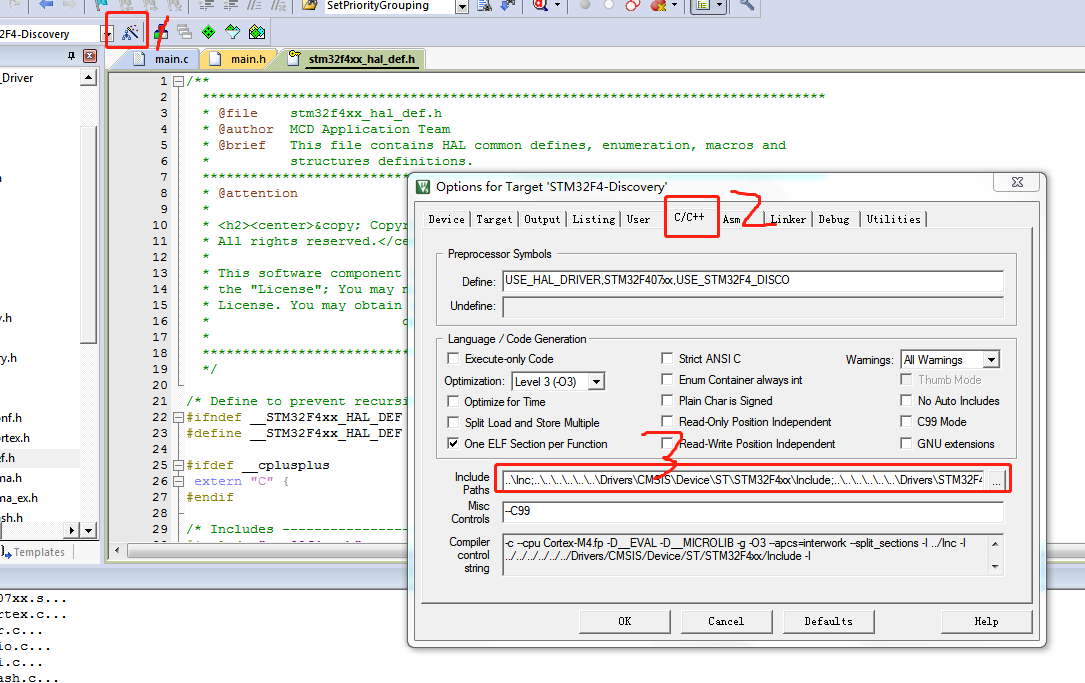 SetPriorityGrouping
2F4-Discovery
1
_Driver
main.c
main.h
stm32f4xx_hal_def.h
1 /**
2 ******************************************************************************
3 * @file stm32f4xx_hal_def.h
4 * @author MCD Application Team
5 * @brief This file contains HAL common defines, enumeration, macros and
6 * structures definitions.
7
8 * @attention
9 *
10 * <h2><center>&copy; Copyr
11 * All rights reserved.</ce
12 *
13 * This software component
14 * the "License"; You may n
15 * License. You may obtain
16 *
17 *
18
19 */
20
21 /* Define to prevent recursi
22 #ifndef __STM32F4xx_HAL_DEF
23 #define __STM32F4xx_HAL_DEF
24
25 #ifdef __cplusplus
26 extern "C" {
27 #endif
28
29 /* Includes ---------------
y.h
ry.h
onf.h
ortex.h
ef.h
ma.h
ma_ex.h
ash.h
Templates
07xx.s...
rtex.c...
r.c...
io.c...
i.c...
ash.c...
Options for Target 'STM32F4-Discovery'
Device Target Output Listing User C/C++ Asm 2 Linker Debug Utilities
Preprocessor Symbols
Define: USE_HAL_DRIVER,STM32F407xx,USE_STM32F4_DISCO
Undefine:
Language / Code Generation
Execute-only Code Strict ANSI C Warnings: All Warnings
Optimization: Level 3 (-O3) Enum Container always int Thumb Mode
Optimize for Time Plain Char is Signed No Auto Includes
Split Load and Store Multiple Read-Only Position Independent C99 Mode
One ELF Section per Function Read-Write Position Independent GNU extensions
3
Include Paths ..\Inc;..\..\..\..\..\..\Drivers\CMSIS\Device\ST\STM32F4xx\Include;..\..\..\..\..\..\Drivers\STM32F4 ...
Misc Controls --C99
Compiler control string -c --cpu Cortex-M4.fp -D__EVAL -D__MICROLIB -g -O3 --apcs=interwork --split_sections -I ../Inc -I
../../../../../../Drivers/CMSIS/Device/ST/STM32F4xx/Include -I
OK Cancel Defaults Help